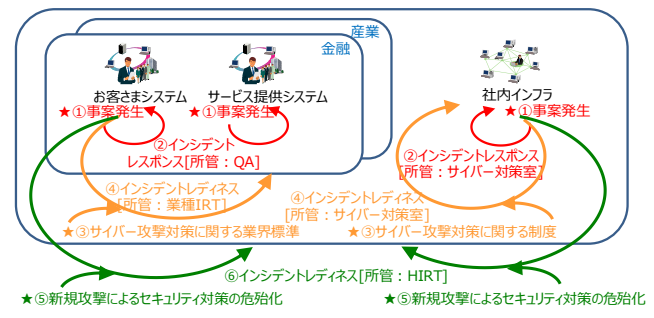 産業
金融
お客さまシステム
サービス提供システム
社内インフラ
★①事案発生
★①事案発生
★①事案発生
②インシデント
レスポンス[所管：QA]
②インシデントレスポンス
[所管：サイバー対策室]
④インシデントレディネス
[所管：業種IRT]
④インシデントレディネス
[所管：サイバー対策室]
★③サイバー攻撃対策に関する業界標準
★③サイバー攻撃対策に関する制度
⑥インシデントレディネス[所管：HIRT]
★⑤新規攻撃によるセキュリティ対策の危殆化
★⑤新規攻撃によるセキュリティ対策の危殆化